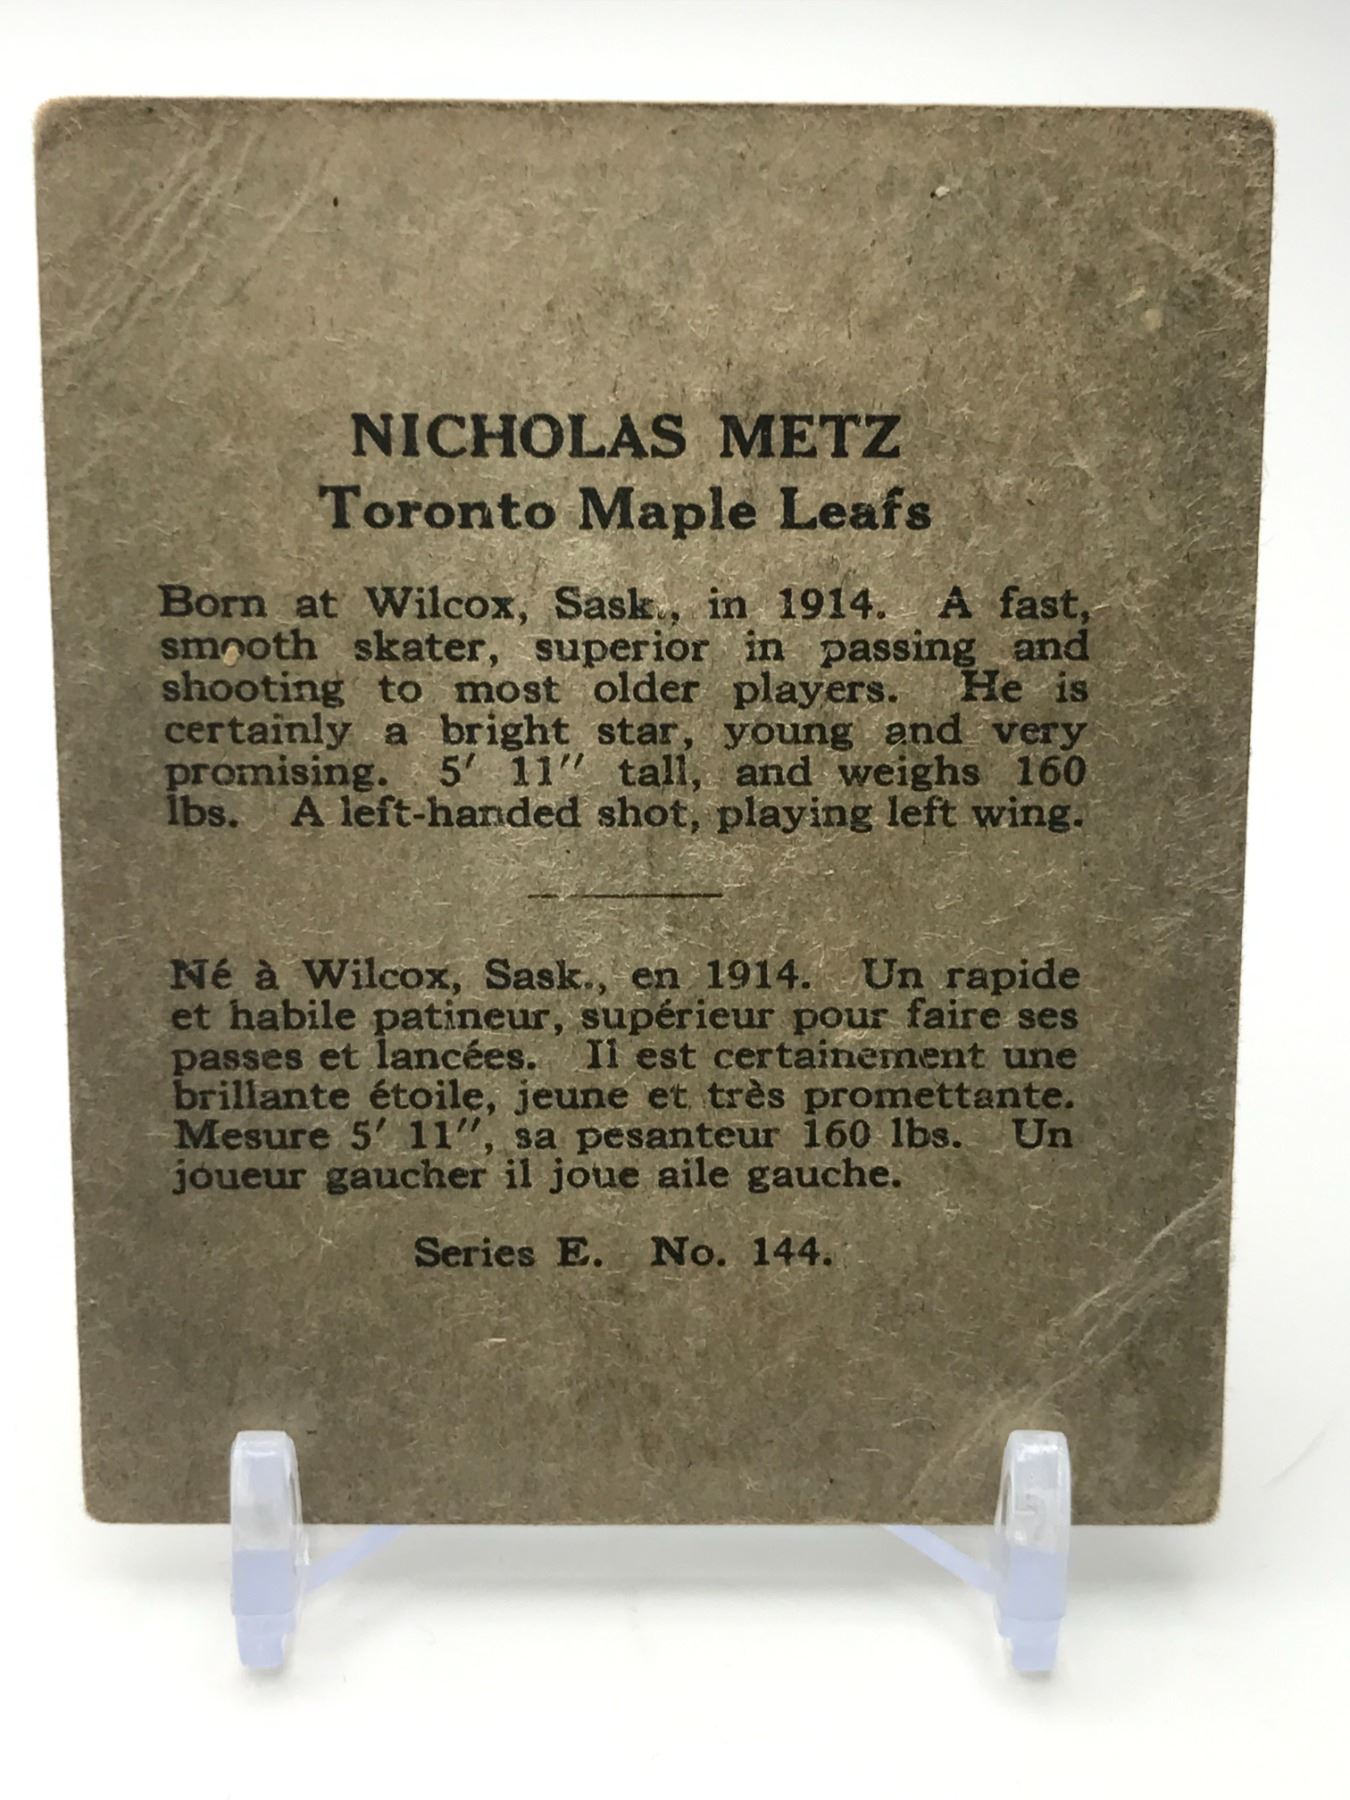 NICHOLAS METZ
Toronto Maple Leafs
Born at Wilcox, Sask., in 1914. A fast,
smooth skater, superior in passing and
shooting to most older players. He is
certainly a bright star, young and very
promising. 5′ 11″ tall, and weighs 160
lbs. A left-handed shot, playing left wing.
Né à Wilcox, Sask., en 1914. Un rapide
et habile patineur, supérieur pour faire ses
passes et lancées. Il est certainement une
brillante étoile, jeune et très promettante.
Mesure 5′ 11″, sa pesanteur 160 lbs. Un
joueur gaucher il joue aile gauche.
Series E. No. 144.